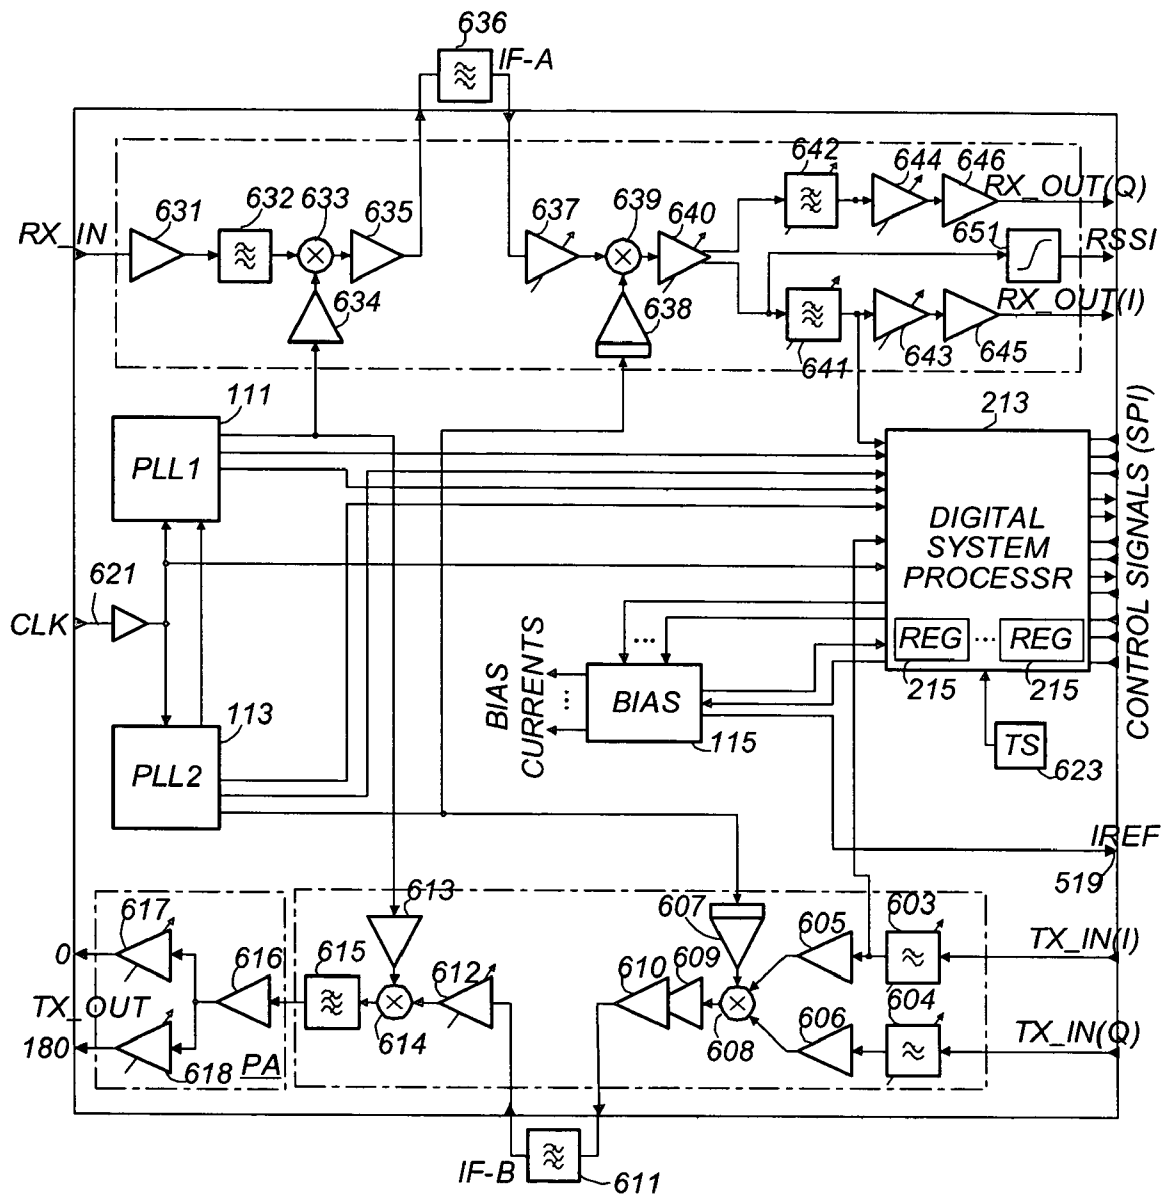 636
IF-A
642
644
646
RX_OUT(Q)
631
632
633
635
637
639
640
651
RSSI
RX_IN
634
638
RX_OUT(I)
641
643
645
111
213
PLL1
DIGITAL
SYSTEM
PROCESSR
CONTROL SIGNALS (SPI)
621
CLK
REG ... REG
215
215
BIAS
CURRENTS
...
...
BIAS
115
TS
623
113
PLL2
IREF
519
617
616
615
613
612
607
610
609
605
603
TX_IN(I)
0
TX_OUT
180
618
PA
614
608
606
604
TX_IN(Q)
IF-B
611